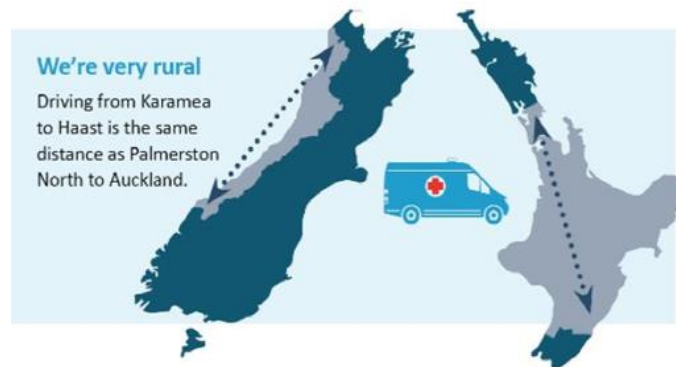 We're very rural
Driving from Karamea
to Haast is the same
distance as Palmerston
North to Auckland.